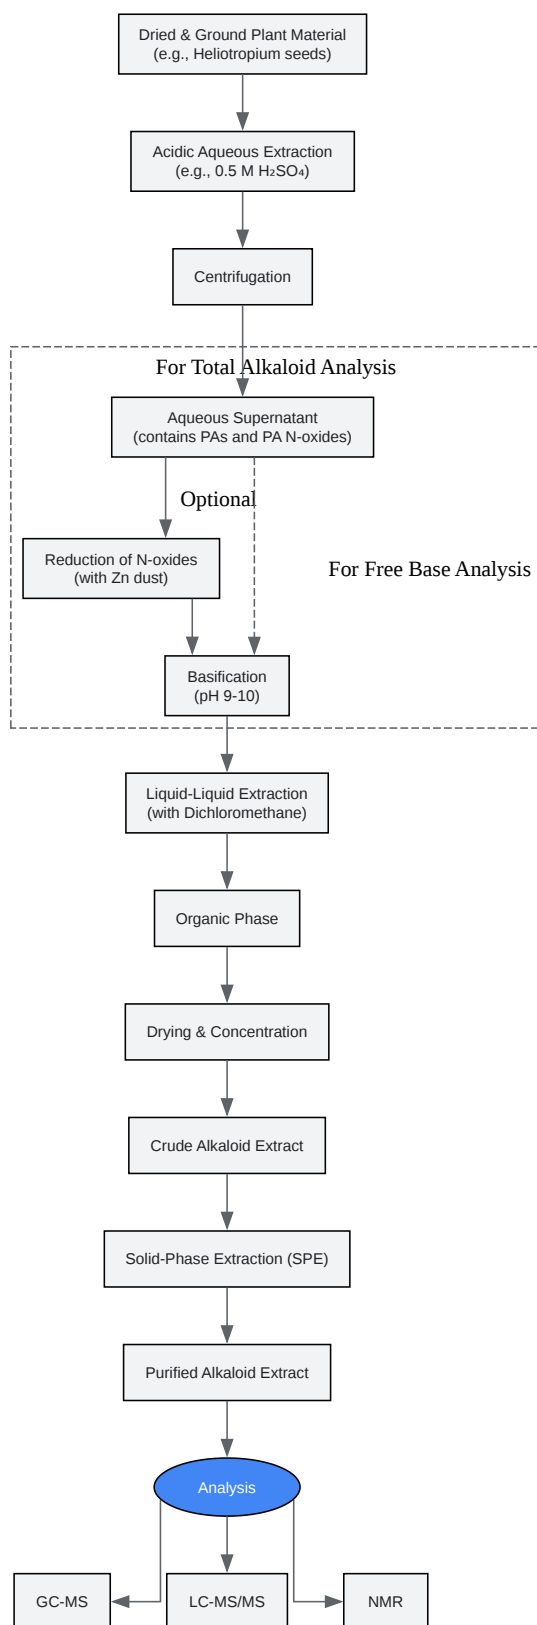 Dried & Ground Plant Material
(e.g., Heliotropium seeds)
Acidic Aqueous Extraction
(e.g., 0.5 M H₂SO₄)
Centrifugation
For Total Alkaloid Analysis
Aqueous Supernatant
(contains PAs and PA N-oxides)
Optional
Reduction of N-oxides
(with Zn dust)
For Free Base Analysis
Basification
(pH 9-10)
Liquid-Liquid Extraction
(with Dichloromethane)
Organic Phase
Drying & Concentration
Crude Alkaloid Extract
Solid-Phase Extraction (SPE)
Purified Alkaloid Extract
Analysis
GC-MS
LC-MS/MS
NMR